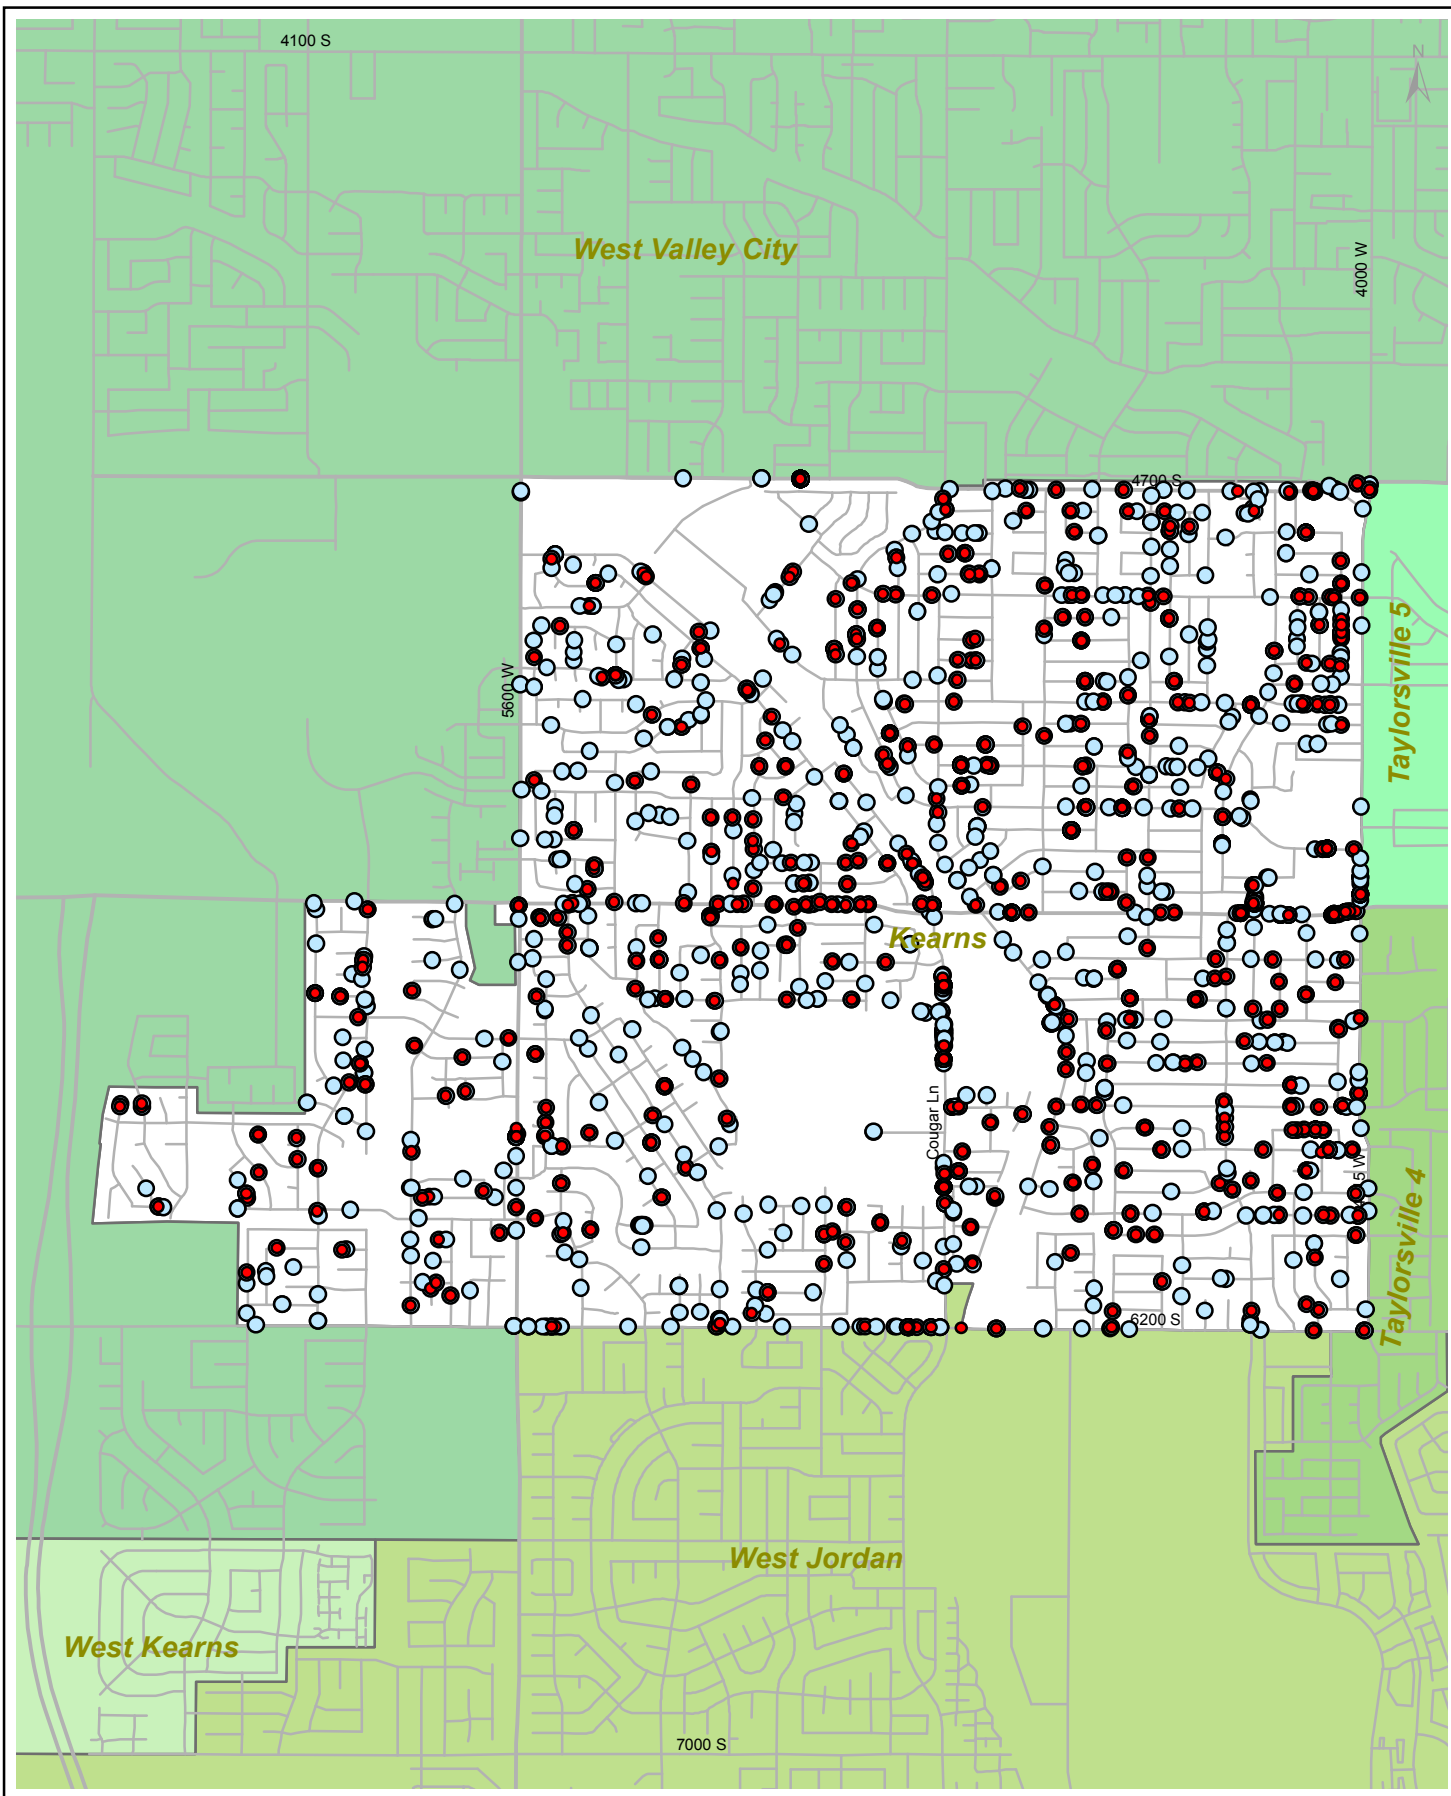 4100 S
N
West Valley City
4000 W
4700 S
Taylorsville 5
5600 W
Kearns
Cougar Ln
5 W
Taylorsville 4
6200 S
West Jordan
West Kearns
7000 S